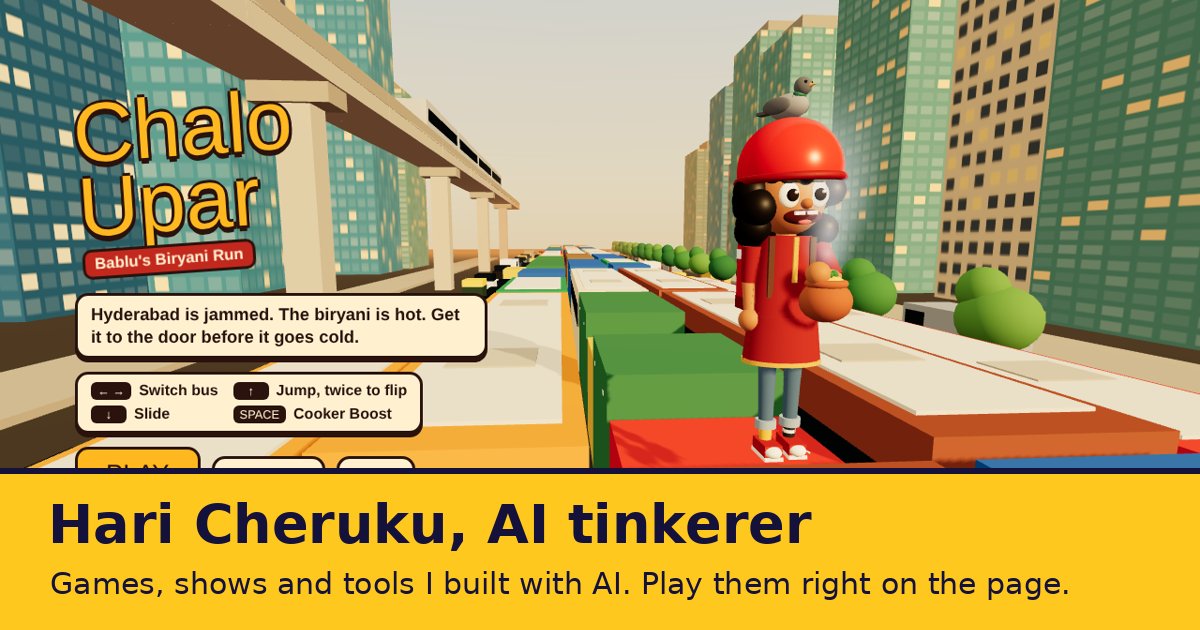 Chalo
Upar
Bablu's Biryani Run
Hyderabad is jammed. The biryani is hot. Get
it to the door before it goes cold.
← → Switch bus ↑ Jump, twice to flip
↓ Slide SPACE Cooker Boost
PLAY
Hari Cheruku, AI tinkerer
Games, shows and tools I built with AI. Play them right on the page.